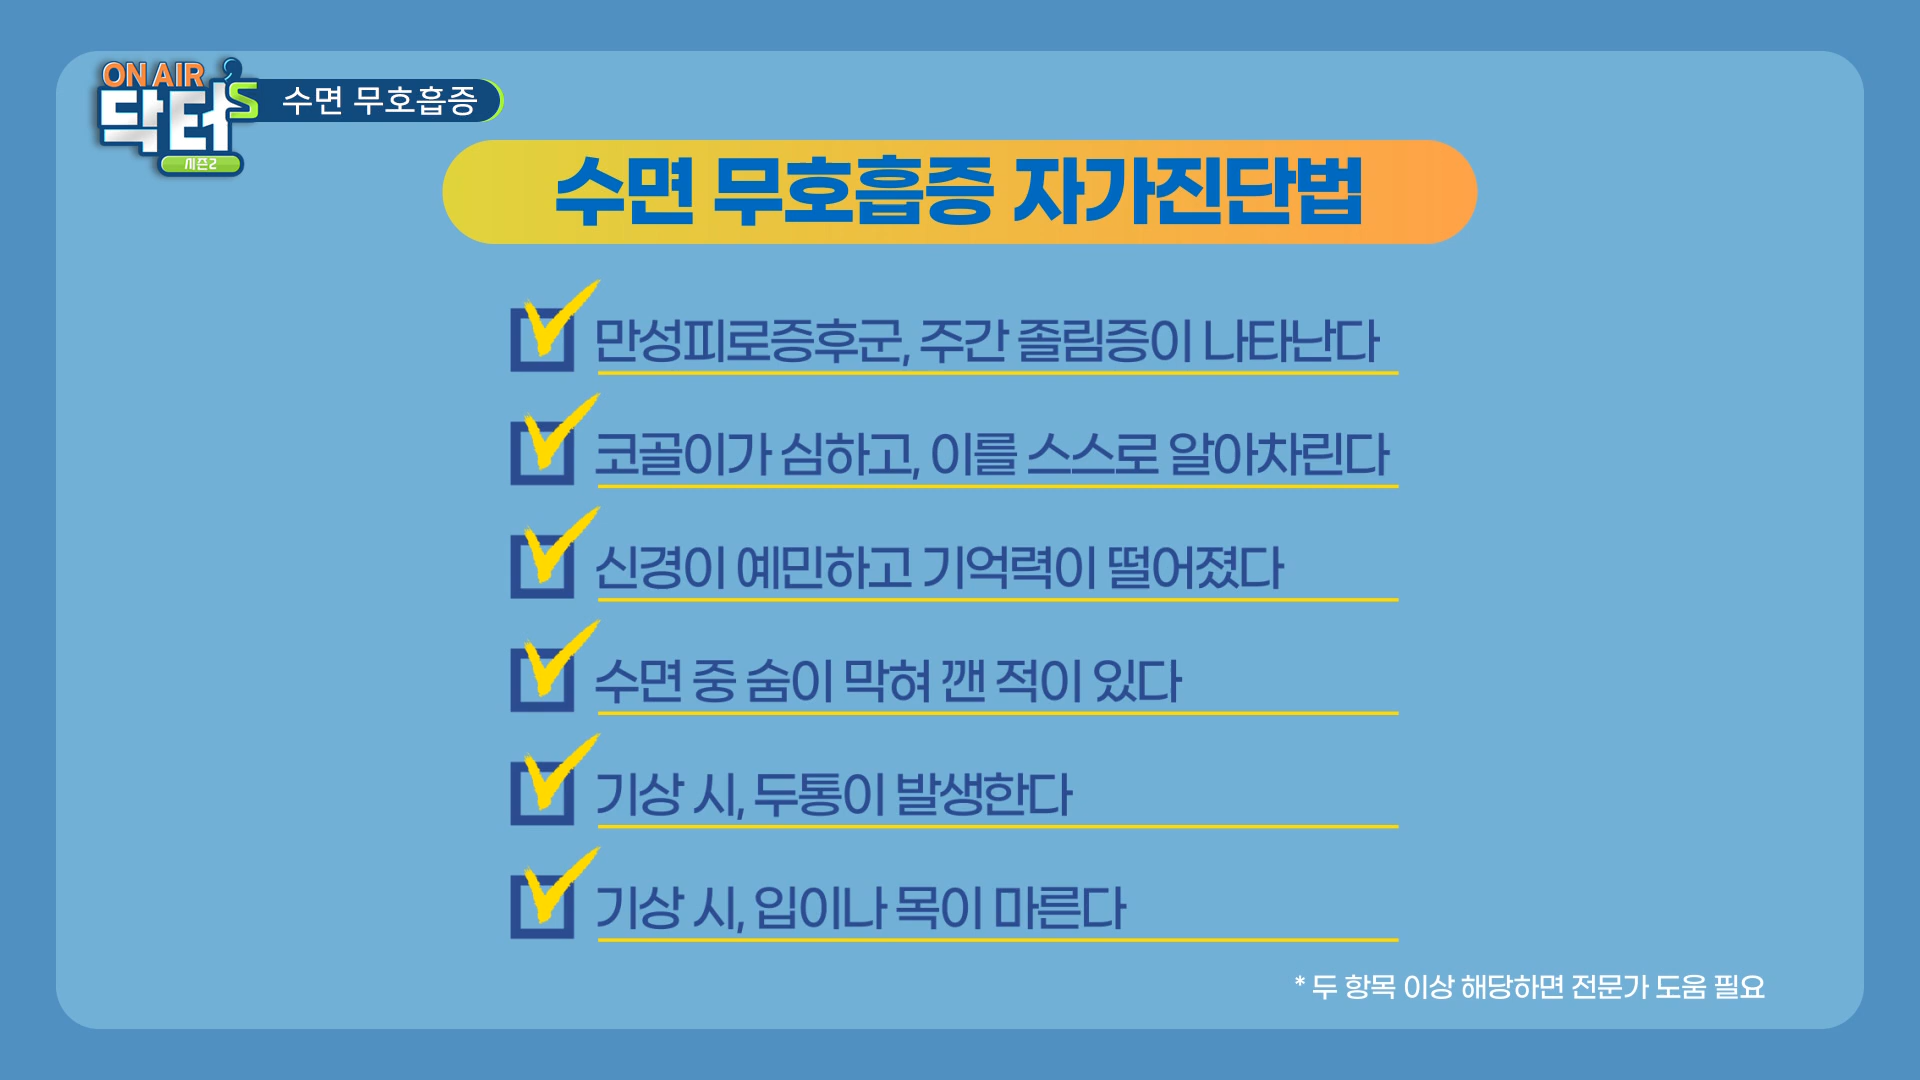 ON AIR
닥터's
시즌2
수면 무호흡증
수면 무호흡증 자가진단법
만성피로증후군, 주간 졸림증이 나타난다
코골이가 심하고, 이를 스스로 알아차린다
신경이 예민하고 기억력이 떨어졌다
수면 중 숨이 막혀 깬 적이 있다
기상 시, 두통이 발생한다
기상 시, 입이나 목이 마른다
* 두 항목 이상 해당하면 전문가 도움 필요